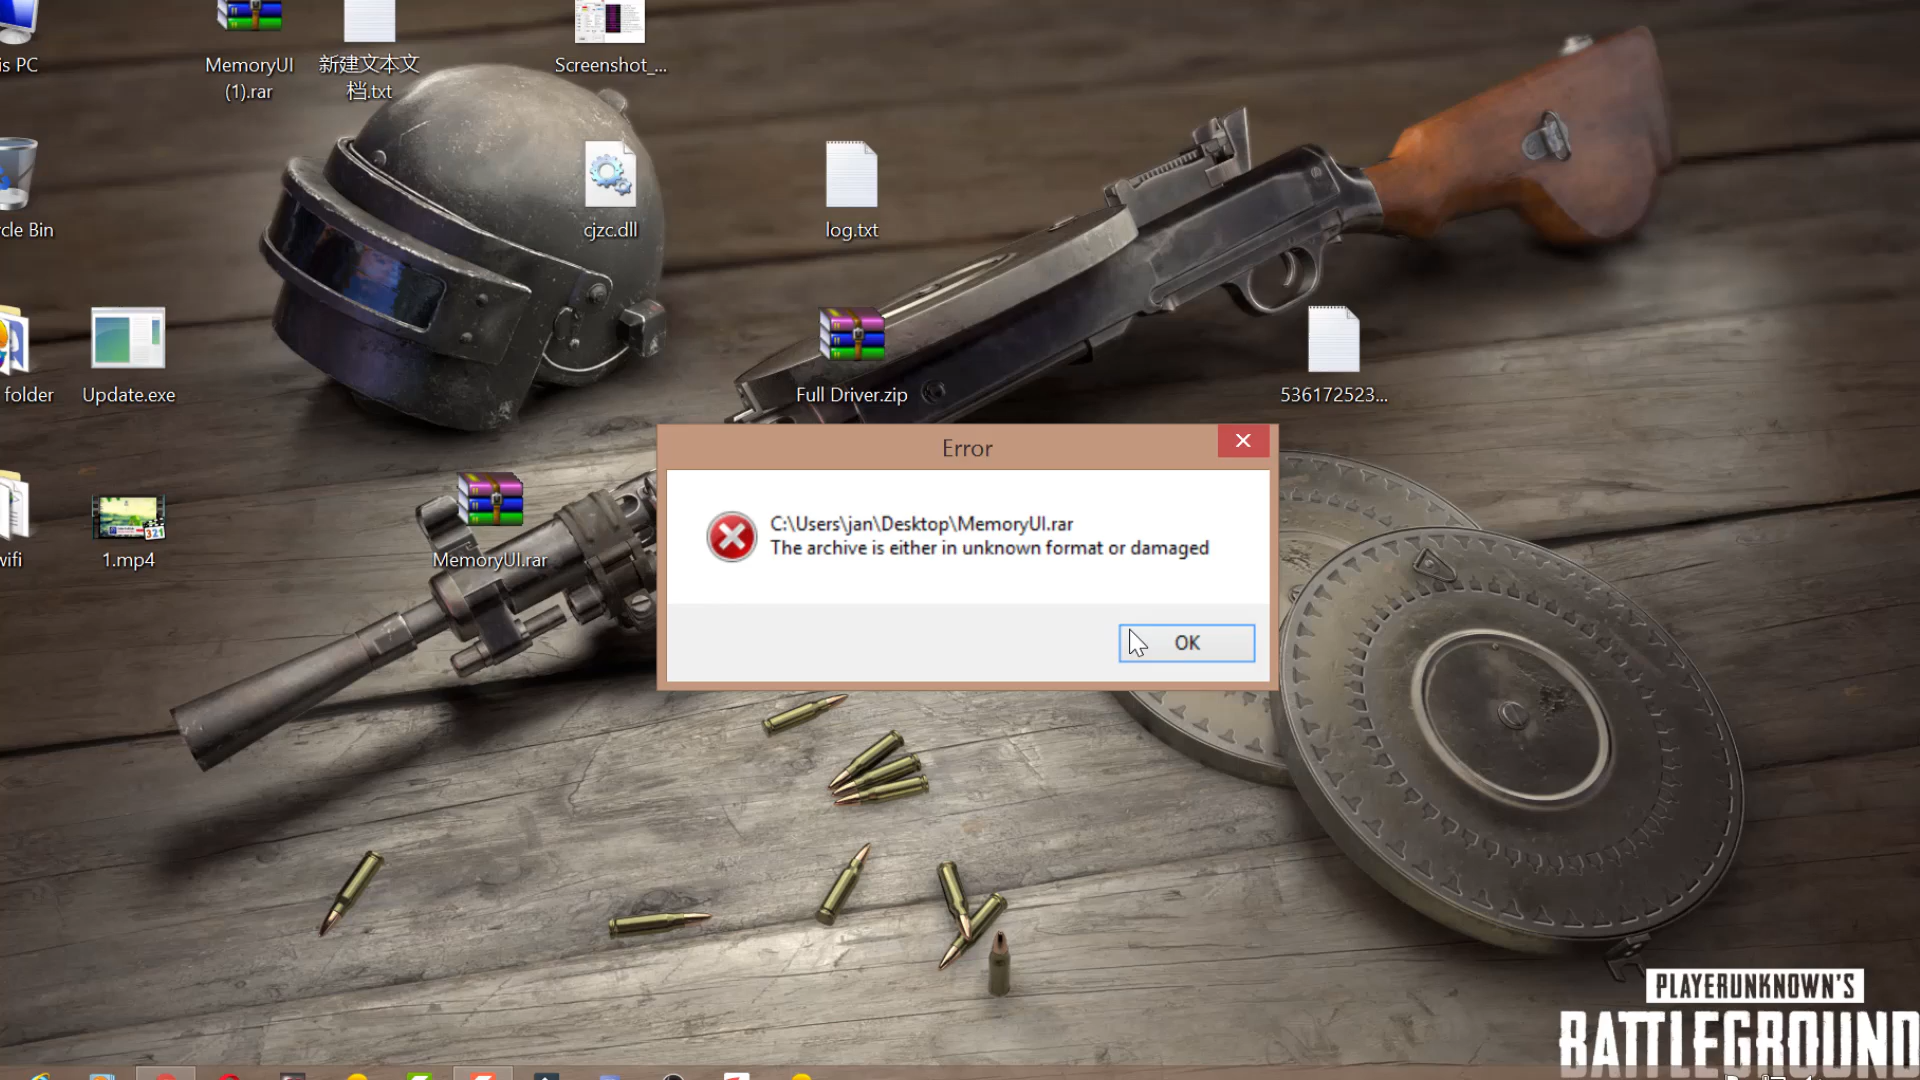 is PC
MemoryUI
(1).rar
新建文本文
档.txt
Screenshot_...
cle Bin
cjzc.dll
log.txt
folder
Update.exe
Full Driver.zip
536172523...
Error
C:\Users\jan\Desktop\MemoryUI.rar
The archive is either in unknown format or damaged
OK
wifi
1.mp4
MemoryUI.rar
PLAYERUNKNOWN'S
BATTLEGROUND